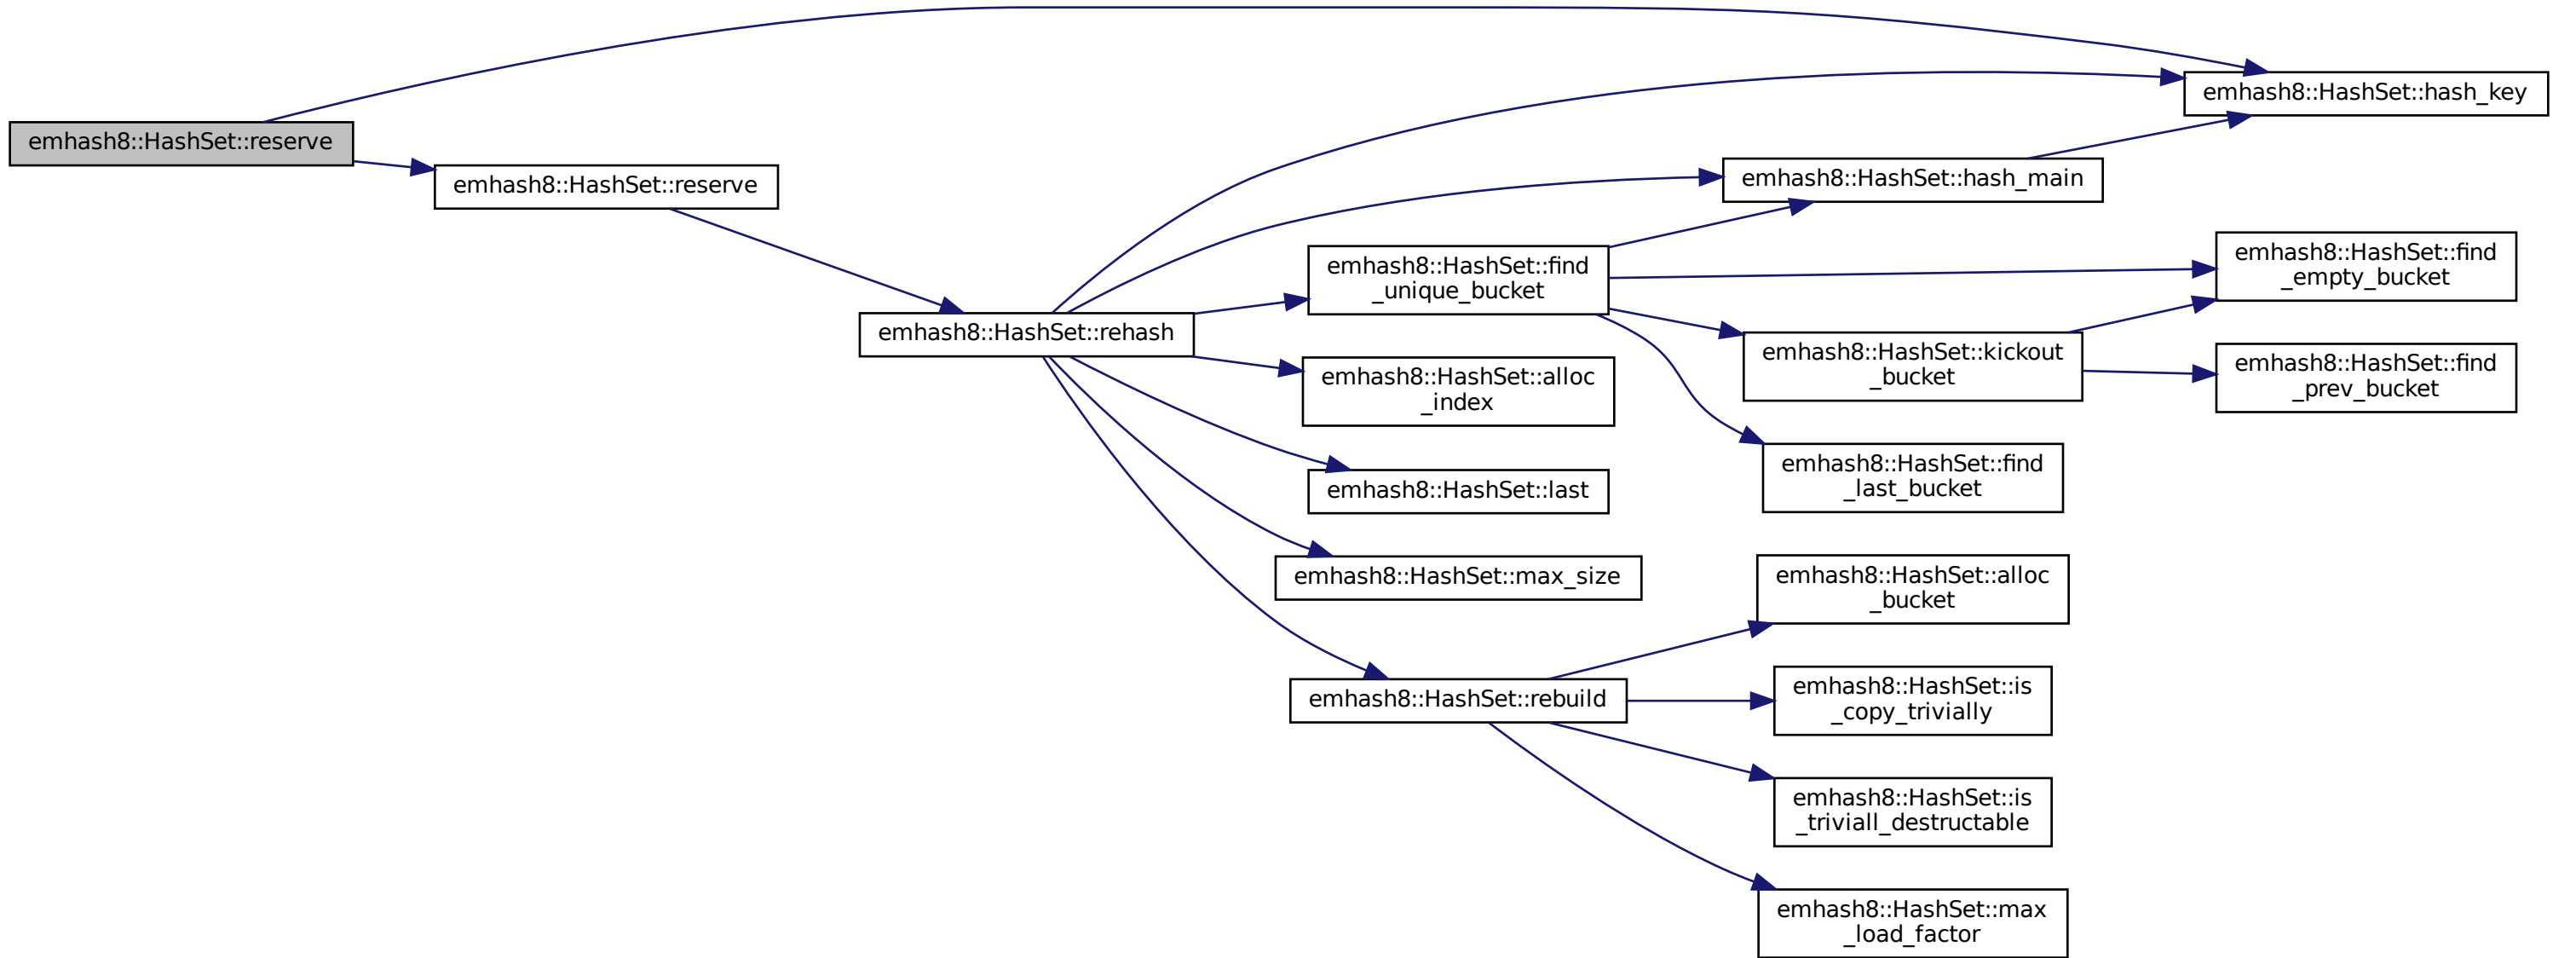 emhash8::HashSet::reserve
emhash8::HashSet::reserve
emhash8::HashSet::rehash
emhash8::HashSet::hash_key
emhash8::HashSet::hash_main
emhash8::HashSet::find
_unique_bucket
emhash8::HashSet::find
_empty_bucket
emhash8::HashSet::kickout
_bucket
emhash8::HashSet::find
_prev_bucket
emhash8::HashSet::find
_last_bucket
emhash8::HashSet::alloc
_index
emhash8::HashSet::last
emhash8::HashSet::max_size
emhash8::HashSet::rebuild
emhash8::HashSet::alloc
_bucket
emhash8::HashSet::is
_copy_trivially
emhash8::HashSet::is
_triviall_destructable
emhash8::HashSet::max
_load_factor